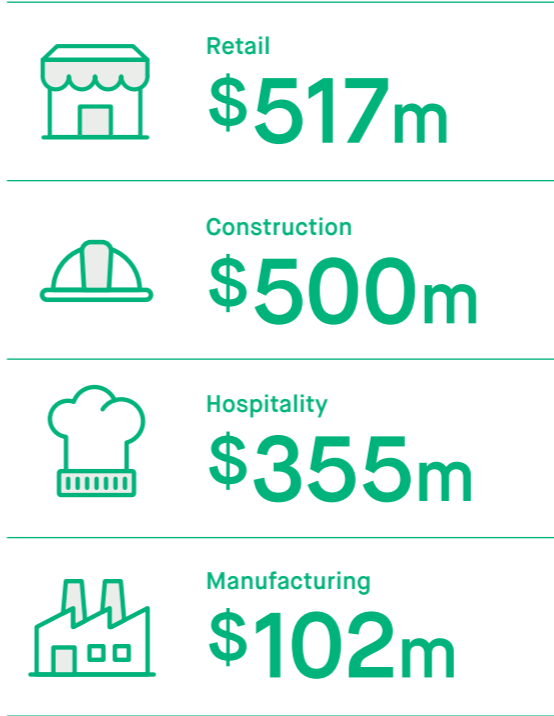 Retail
$517m
Construction
$500m
Hospitality
$355m
Manufacturing
$102m